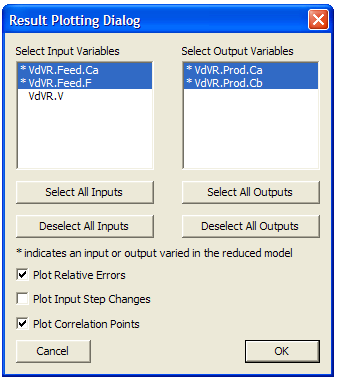 Result Plotting Dialog
Select Input Variables
Select Output Variables
* VdVR.Feed.Ca
* VdVR.Feed.F
VdVR.V
* VdVR.Prod.Ca
* VdVR.Prod.Cb
Select All Inputs
Select All Outputs
Deselect All Inputs
Deselect All Outputs
* indicates an input or output varied in the reduced model
Plot Relative Errors
Plot Input Step Changes
Plot Correlation Points
Cancel
OK